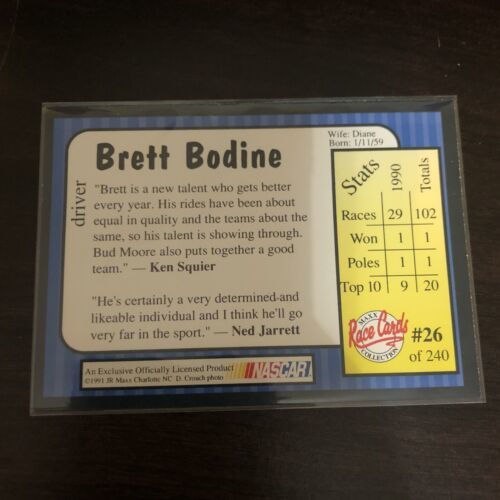 Wife: Diane
Born: 1/11/59
Brett Bodine
driver
"Brett is a new talent who gets better
every year. His rides have been about
equal in quality and the teams about the
same, so his talent is showing through.
Bud Moore also puts together a good
team." — Ken Squier
"He's certainly a very determined and
likeable individual and I think he'll go
very far in the sport." — Ned Jarrett
Stats 1990 Totals
Races 29 102
Won 1 1
Poles 1 1
Top 10 9 20
MAXX
Race Cards
COLLECTION
#26
of 240
An Exclusive Officially Licensed Product
©1991 JR Maxx Charlotte NC D. Crouch photo
NASCAR